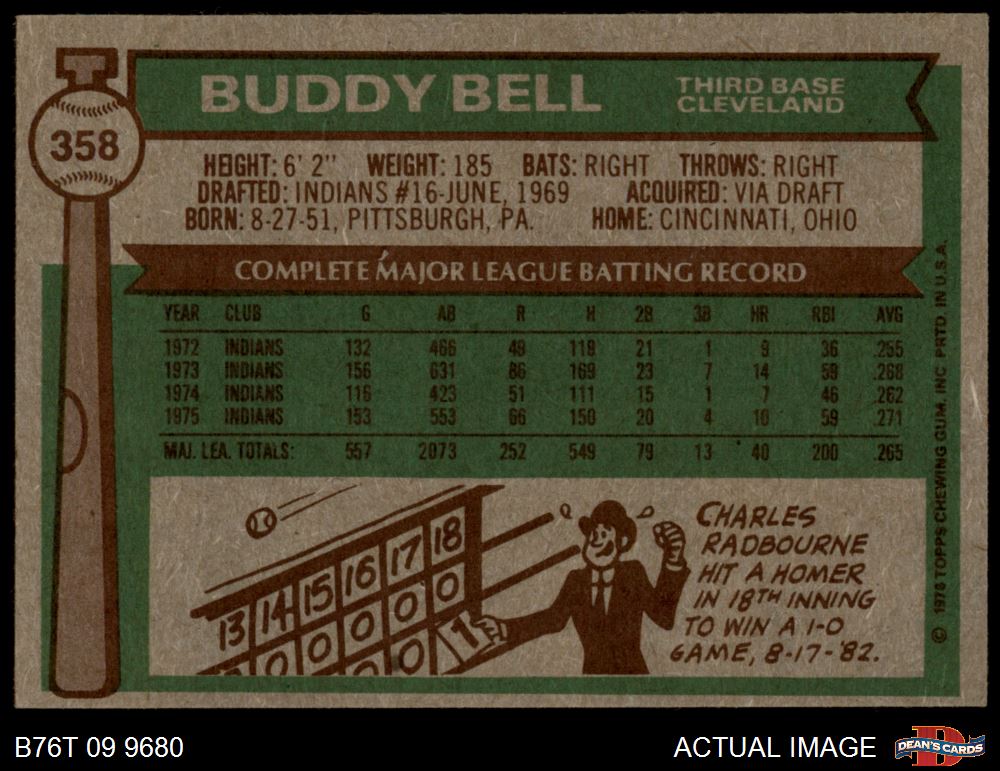 BUDDY BELL
THIRD BASE
CLEVELAND
358
HEIGHT: 6' 2" WEIGHT: 185 BATS: RIGHT THROWS: RIGHT
DRAFTED: INDIANS #16-JUNE, 1969 ACQUIRED: VIA DRAFT
BORN: 8-27-51, PITTSBURGH, PA. HOME: CINCINNATI, OHIO
COMPLETE MAJOR LEAGUE BATTING RECORD
YEAR CLUB G AB R H 2B 3B HR RBI AVG
1972 INDIANS 132 466 49 119 21 1 9 36 .255
1973 INDIANS 156 631 86 169 23 7 14 59 .268
1974 INDIANS 116 423 51 111 15 1 7 46 .262
1975 INDIANS 153 553 66 150 20 4 10 59 .271
MAJ. LEA. TOTALS: 557 2073 252 549 79 13 40 200 .265
13 14 15 16 17 18
0 0 0 0 0 1
CHARLES
RADBOURNE
HIT A HOMER
IN 18TH INNING
TO WIN A 1-0
GAME, 8-17-'82.
© 1976 TOPPS CHEWING GUM, INC. PRTD. IN U.S.A.
B76T 09 9680
ACTUAL IMAGE
DEAN'S CARDS